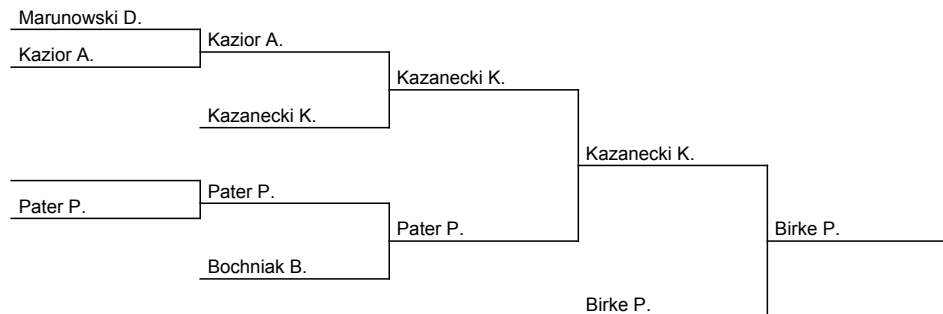 Marunowski D.
Kazior A.
Kazior A.
Kazanecki K.
Kazanecki K.
Kazanecki K.
Pater P.
Pater P.
Pater P.
Birke P.
Bochniak B.
Birke P.